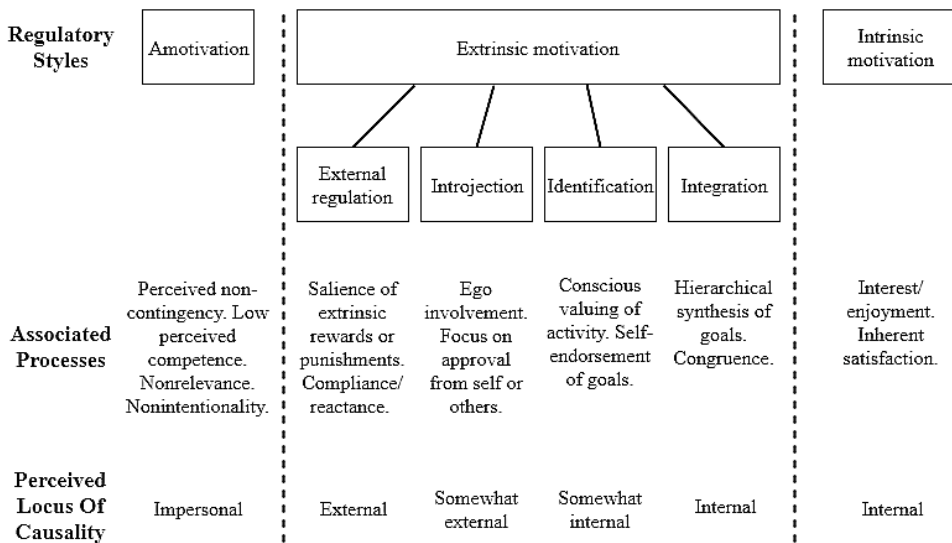 Regulatory
Styles
Amotivation
Extrinsic motivation
Intrinsic
motivation
External
regulation
Introjection
Identification
Integration
Associated
Processes
Perceived non-
contingency. Low
perceived
competence.
Nonrelevance.
Nonintentionality.
Salience of
extrinsic
rewards or
punishments.
Compliance/
reactance.
Ego
involvement.
Focus on
approval
from self or
others.
Conscious
valuing of
activity. Self-
endorsement
of goals.
Hierarchical
synthesis of
goals.
Congruence.
Interest/
enjoyment.
Inherent
satisfaction.
Perceived
Locus Of
Causality
Impersonal
External
Somewhat
external
Somewhat
internal
Internal
Internal